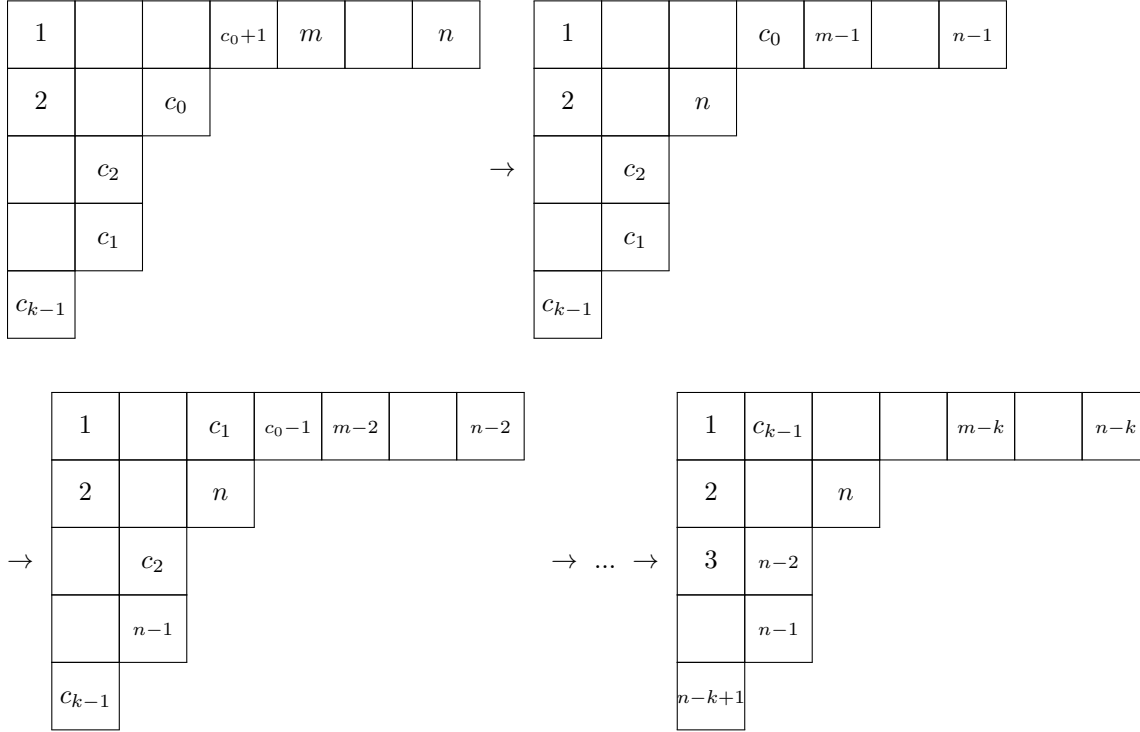 1 c₀+1 m n 1 c₀ m−1 n−1
2 c₀ 2 n
c₂ → c₂
c₁ c₁
cₖ₋₁ cₖ₋₁
1 c₁ c₀−1 m−2 n−2 1 cₖ₋₁ m−k n−k
2 n 2 n
→ c₂ → ... → 3 n−2
n−1 n−1
cₖ₋₁ n−k+1